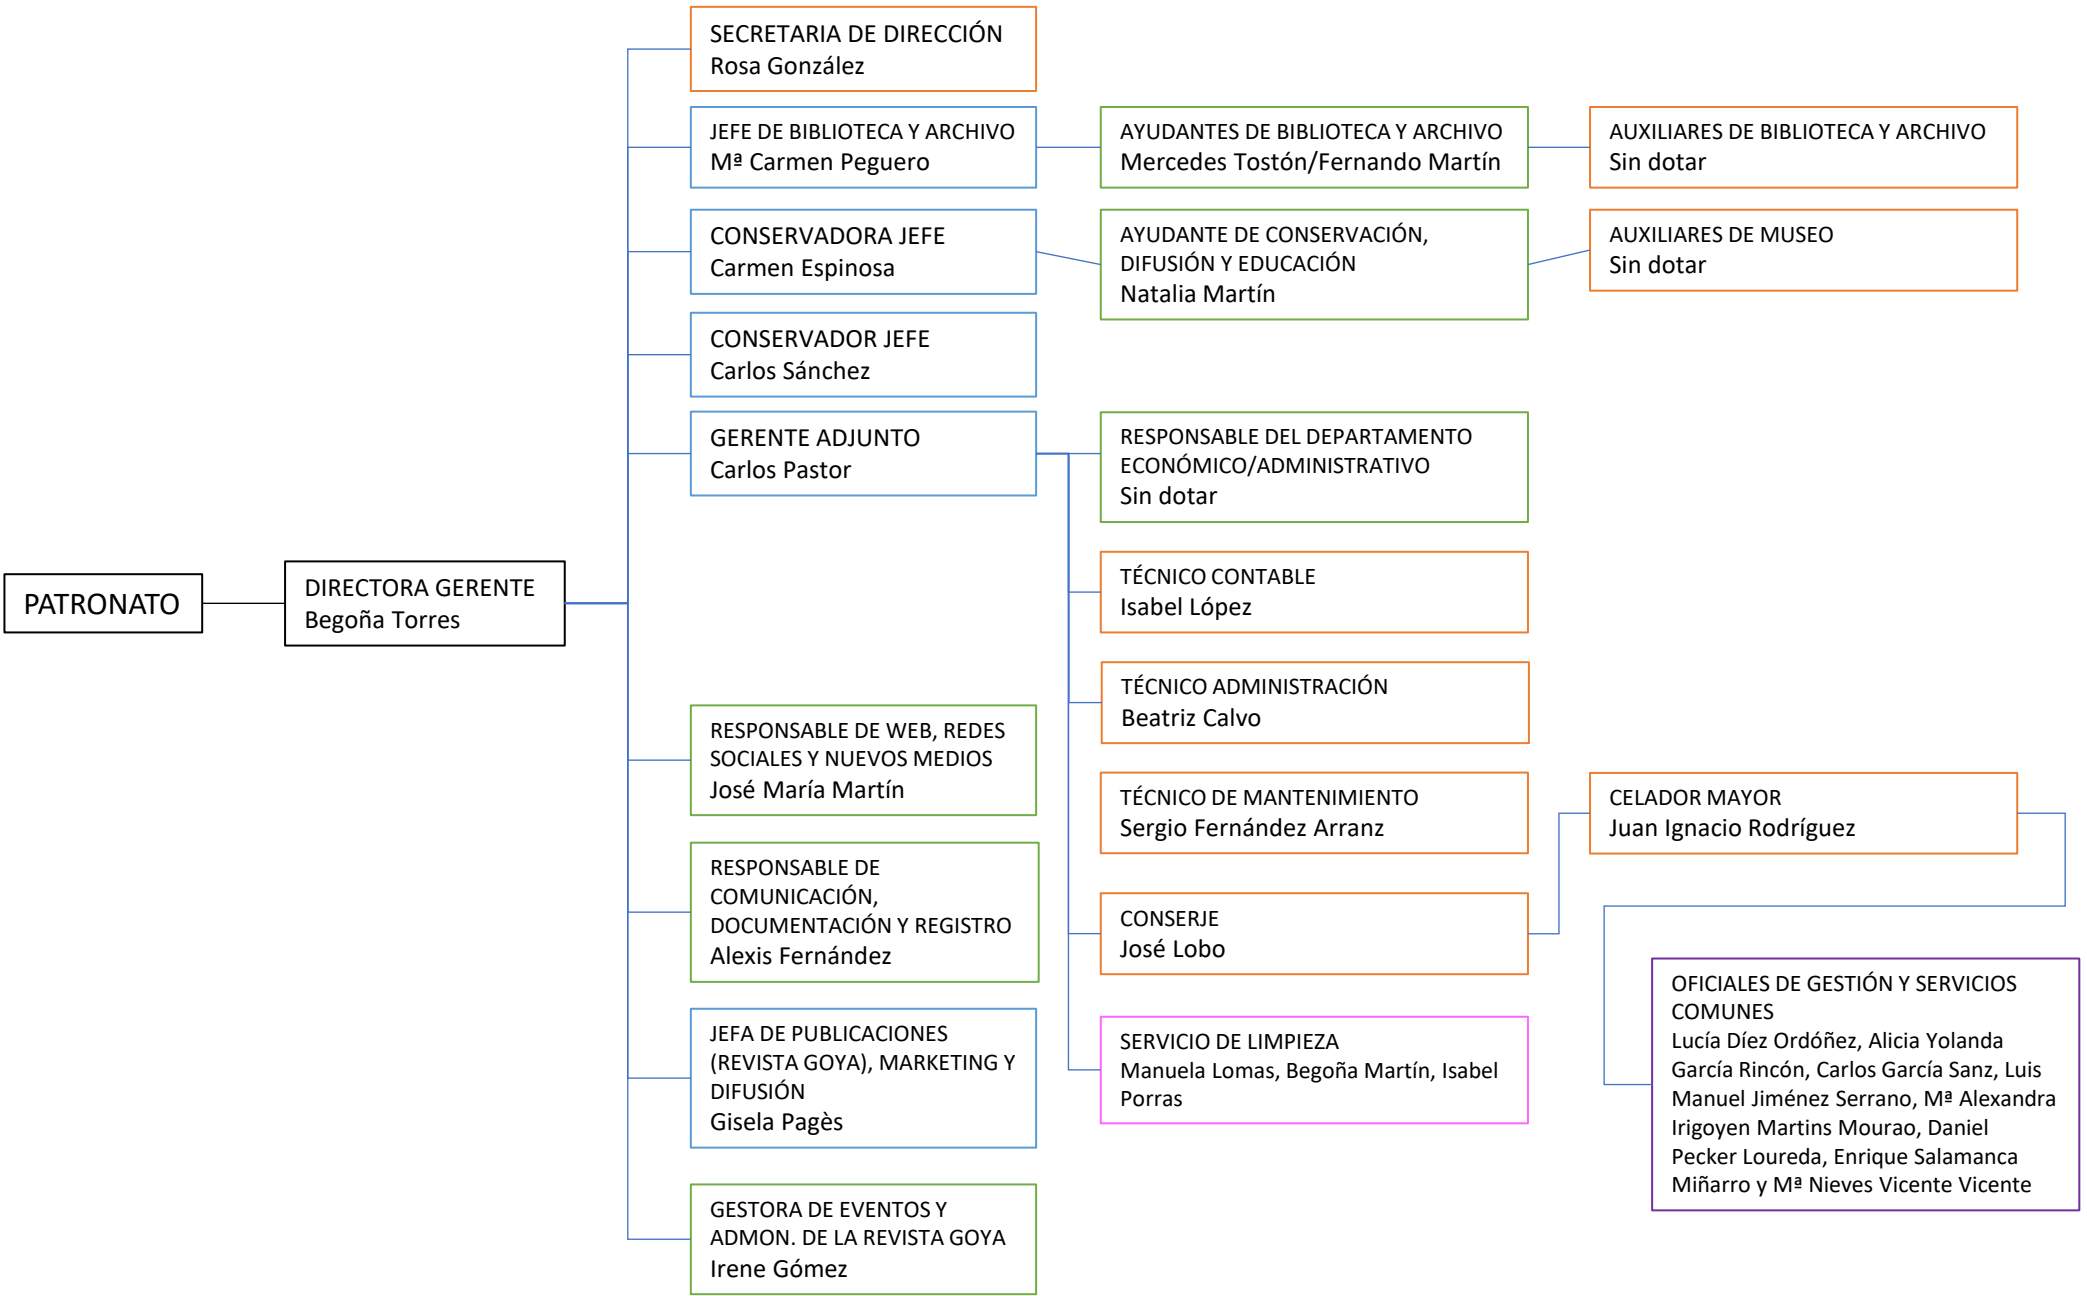 PATRONATO
DIRECTORA GERENTE
Begoña Torres
SECRETARIA DE DIRECCIÓN
Rosa González
JEFE DE BIBLIOTECA Y ARCHIVO
Mª Carmen Peguero
AYUDANTES DE BIBLIOTECA Y ARCHIVO
Mercedes Tostón/Fernando Martín
AUXILIARES DE BIBLIOTECA Y ARCHIVO
Sin dotar
CONSERVADORA JEFE
Carmen Espinosa
AYUDANTE DE CONSERVACIÓN,
DIFUSIÓN Y EDUCACIÓN
Natalia Martín
AUXILIARES DE MUSEO
Sin dotar
CONSERVADOR JEFE
Carlos Sánchez
GERENTE ADJUNTO
Carlos Pastor
RESPONSABLE DEL DEPARTAMENTO
ECONÓMICO/ADMINISTRATIVO
Sin dotar
TÉCNICO CONTABLE
Isabel López
TÉCNICO ADMINISTRACIÓN
Beatriz Calvo
TÉCNICO DE MANTENIMIENTO
Sergio Fernández Arranz
CONSERJE
José Lobo
CELADOR MAYOR
Juan Ignacio Rodríguez
OFICIALES DE GESTIÓN Y SERVICIOS
COMUNES
Lucía Díez Ordóñez, Alicia Yolanda
García Rincón, Carlos García Sanz, Luis
Manuel Jiménez Serrano, Mª Alexandra
Irigoyen Martins Mourao, Daniel
Pecker Loureda, Enrique Salamanca
Miñarro y Mª Nieves Vicente Vicente
SERVICIO DE LIMPIEZA
Manuela Lomas, Begoña Martín, Isabel
Porras
RESPONSABLE DE WEB, REDES
SOCIALES Y NUEVOS MEDIOS
José María Martín
RESPONSABLE DE
COMUNICACIÓN,
DOCUMENTACIÓN Y REGISTRO
Alexis Fernández
JEFA DE PUBLICACIONES
(REVISTA GOYA), MARKETING Y
DIFUSIÓN
Gisela Pagès
GESTORA DE EVENTOS Y
ADMON. DE LA REVISTA GOYA
Irene Gómez